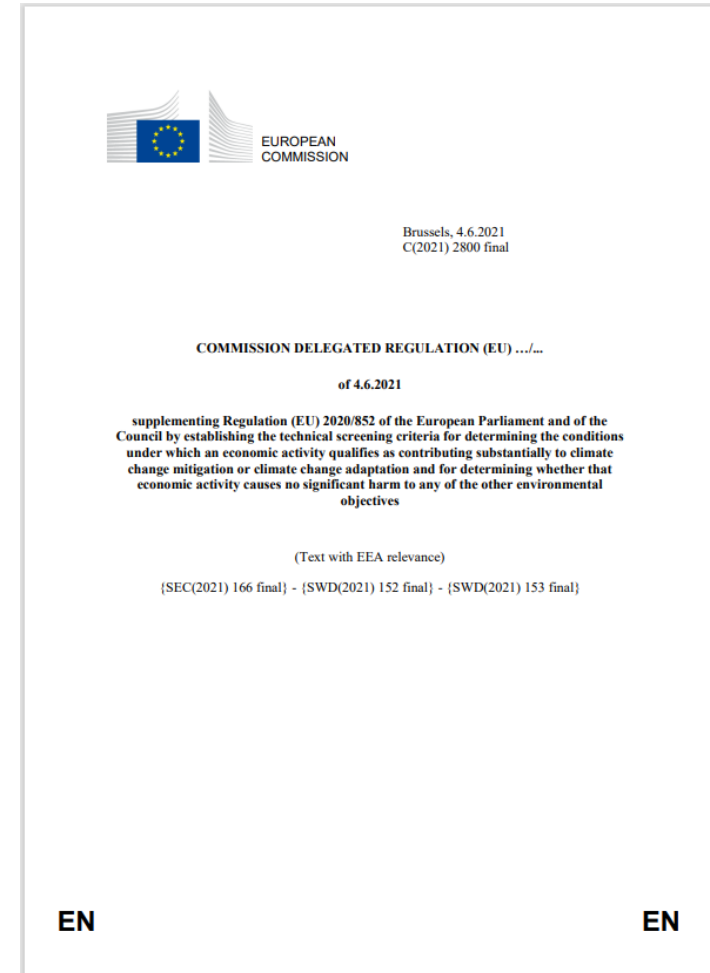 EUROPEAN
COMMISSION
Brussels, 4.6.2021
C(2021) 2800 final
COMMISSION DELEGATED REGULATION (EU) …/...
of 4.6.2021
supplementing Regulation (EU) 2020/852 of the European Parliament and of the
Council by establishing the technical screening criteria for determining the conditions
under which an economic activity qualifies as contributing substantially to climate
change mitigation or climate change adaptation and for determining whether that
economic activity causes no significant harm to any of the other environmental
objectives
(Text with EEA relevance)
{SEC(2021) 166 final} - {SWD(2021) 152 final} - {SWD(2021) 153 final}
EN EN